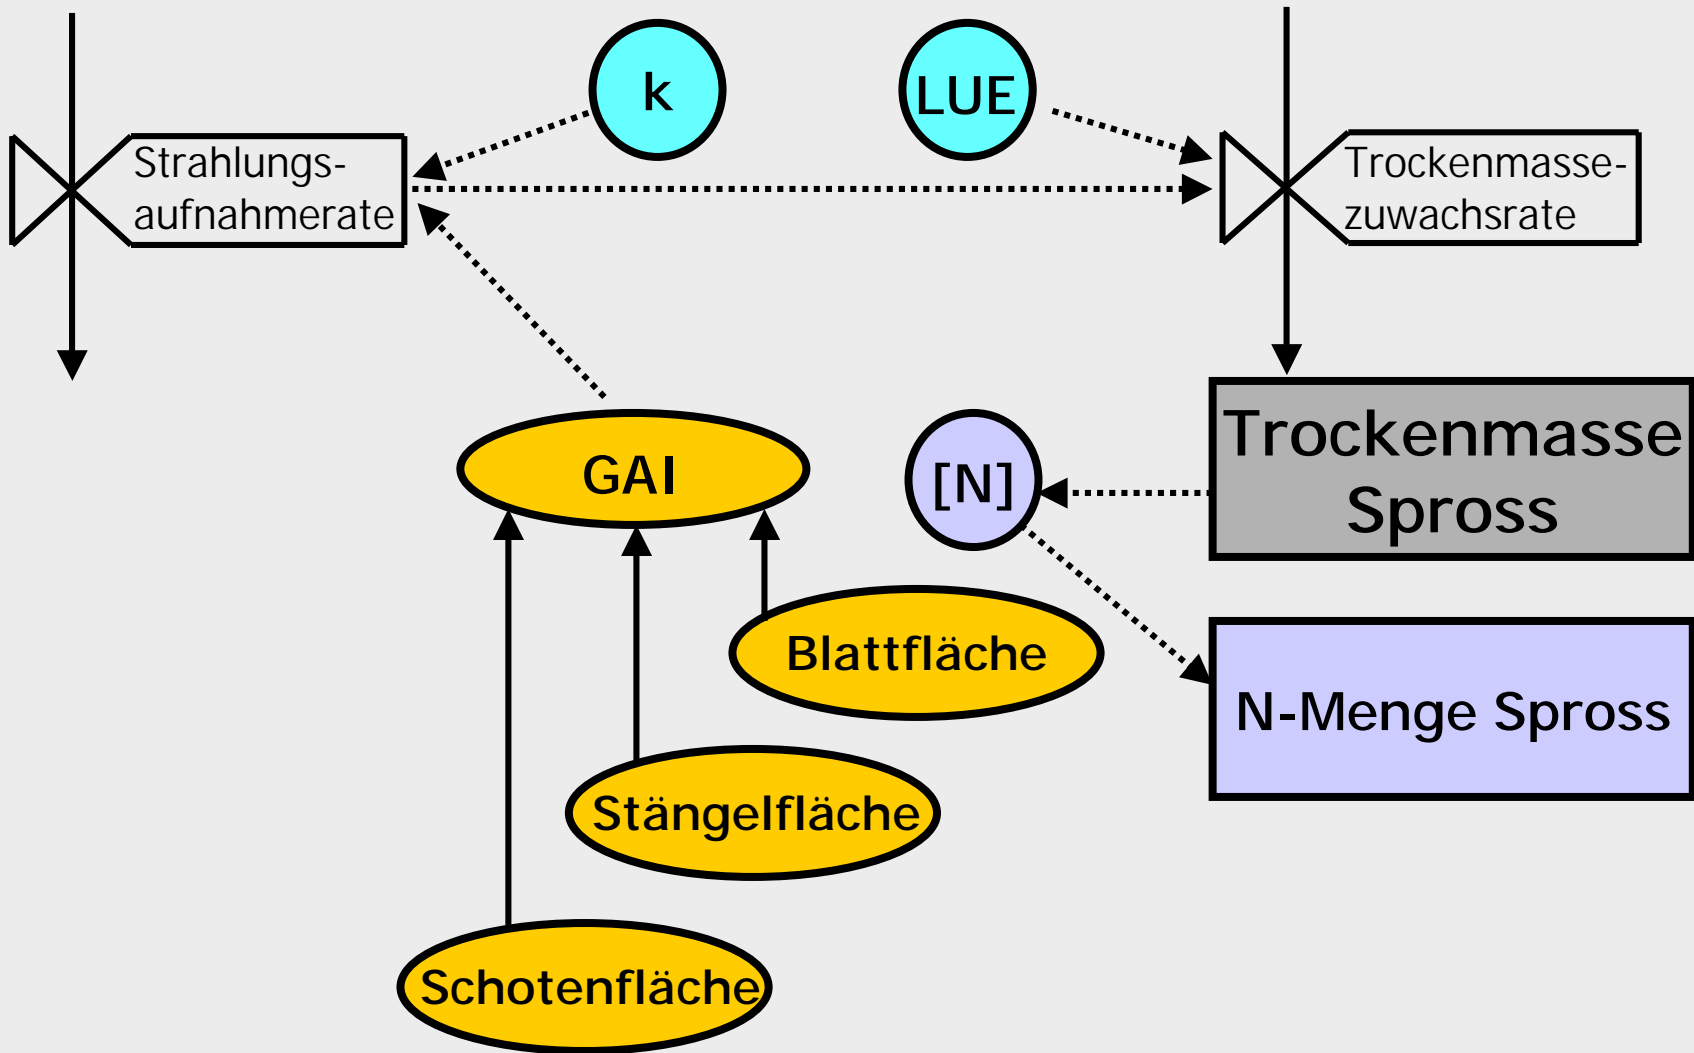 k
LUE
Strahlungs-
aufnahmerate
Trockenmasse-
zuwachsrate
GAI
[N]
Trockenmasse
Spross
Blattfläche
N-Menge Spross
Stängelfläche
Schotenfläche